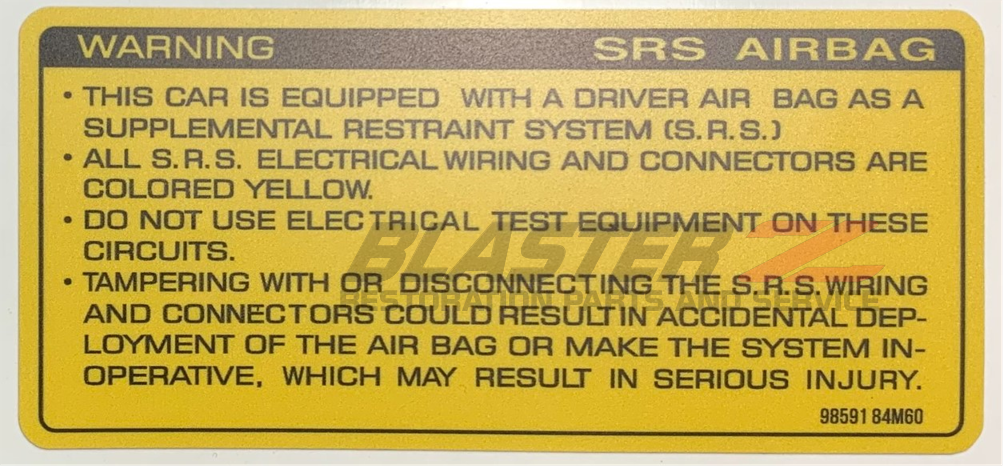 WARNING SRS AIRBAG
• THIS CAR IS EQUIPPED WITH A DRIVER AIR BAG AS A
SUPPLEMENTAL RESTRAINT SYSTEM (S.R.S.)
• ALL S.R.S. ELECTRICAL WIRING AND CONNECTORS ARE
COLORED YELLOW.
• DO NOT USE ELECTRICAL TEST EQUIPMENT ON THESE
CIRCUITS.
BLASTER Z
• TAMPERING WITH OR DISCONNECTING THE S.R.S. WIRING
RESTORATION PARTS AND SERVICE
AND CONNECTORS COULD RESULT IN ACCIDENTAL DEP-
LOYMENT OF THE AIR BAG OR MAKE THE SYSTEM IN-
OPERATIVE, WHICH MAY RESULT IN SERIOUS INJURY.
98591 84M60